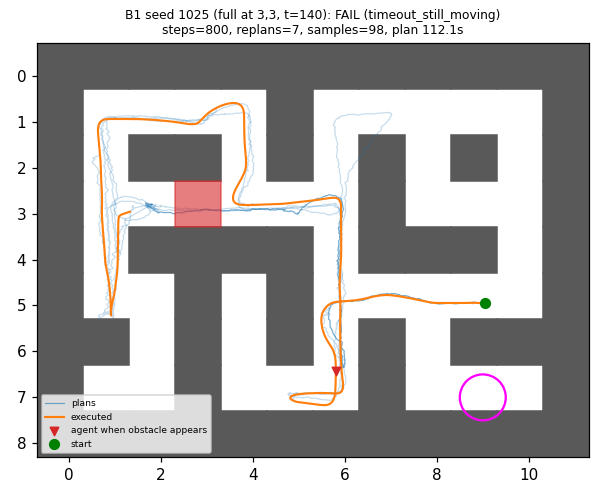 B1 seed 1025 (full at 3,3, t=140): FAIL (timeout_still_moving)
steps=800, replans=7, samples=98, plan 112.1s
0
1
2
3
4
5
6
7
8
plans
executed
agent when obstacle appears
start
0 2 4 6 8 10